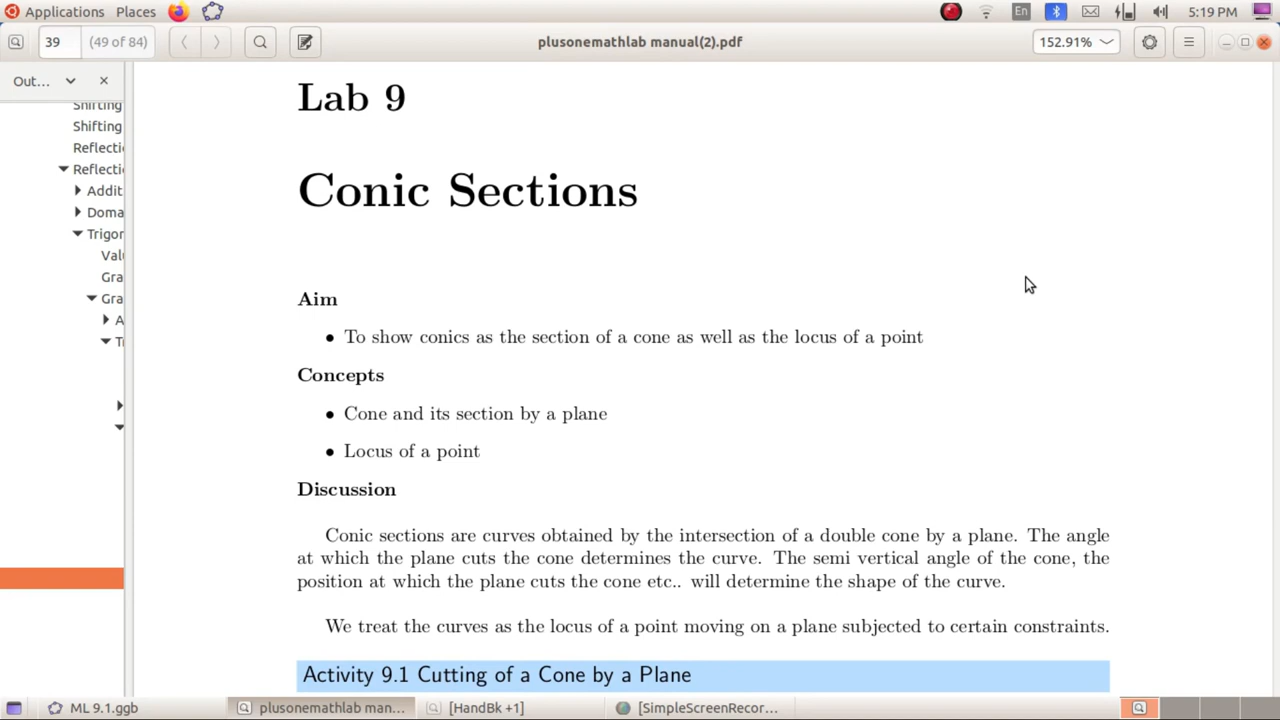 Applications Places En 5:19 PM
39 (49 of 84) plusonemathlab manual(2).pdf 152.91%
Out...
Shifting
Shifting
Reflecti
Reflecti
Addit
Doma
Trigor
Val
Gra
Gra
A
Lab 9
Conic Sections
Aim
• To show conics as the section of a cone as well as the locus of a point
Concepts
• Cone and its section by a plane
• Locus of a point
Discussion
Conic sections are curves obtained by the intersection of a double cone by a plane. The angle
at which the plane cuts the cone determines the curve. The semi vertical angle of the cone, the
position at which the plane cuts the cone etc.. will determine the shape of the curve.
We treat the curves as the locus of a point moving on a plane subjected to certain constraints.
Activity 9.1 Cutting of a Cone by a Plane
ML 9.1.ggb plusonemathlab man... [HandBk +1] [SimpleScreenRecor...